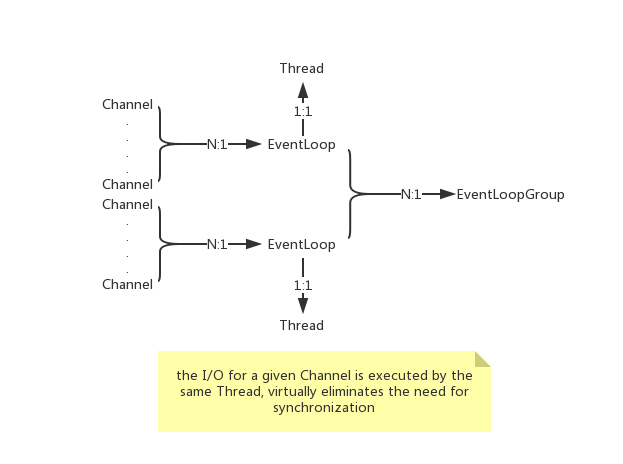 Thread
1:1
Channel
.
.
.
.
Channel
N:1
EventLoop
Channel
.
.
.
.
Channel
N:1
EventLoop
N:1
EventLoopGroup
1:1
Thread
the I/O for a given Channel is executed by the
same Thread, virtually eliminates the need for
synchronization